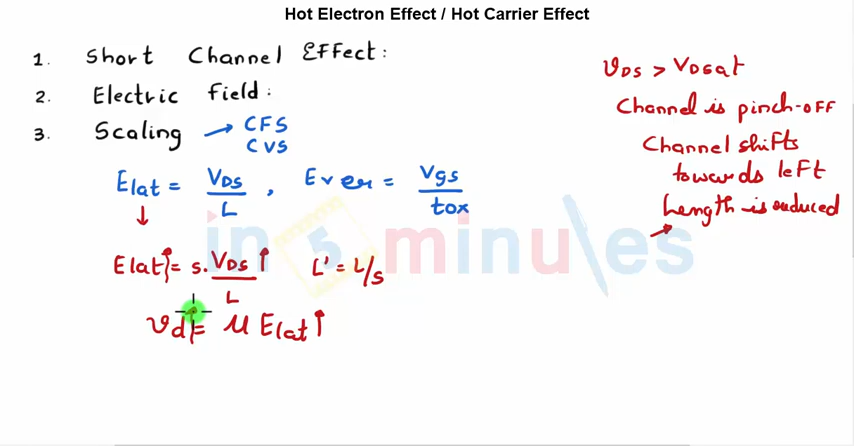 Hot Electron Effect / Hot Carrier Effect
1. Short Channel Effect:
2. Electric Field:
3. Scaling → CFS
CVS
Elat = VDS/L , Ever = Vgs/tox
↓
Elat↑ = s.VDS↑/L L' = L/s
vd↑ = μ Elat↑
VDS > VDSat
Channel is pinch-off
Channel shifts
towards left
Length is reduced
in 5 minutes